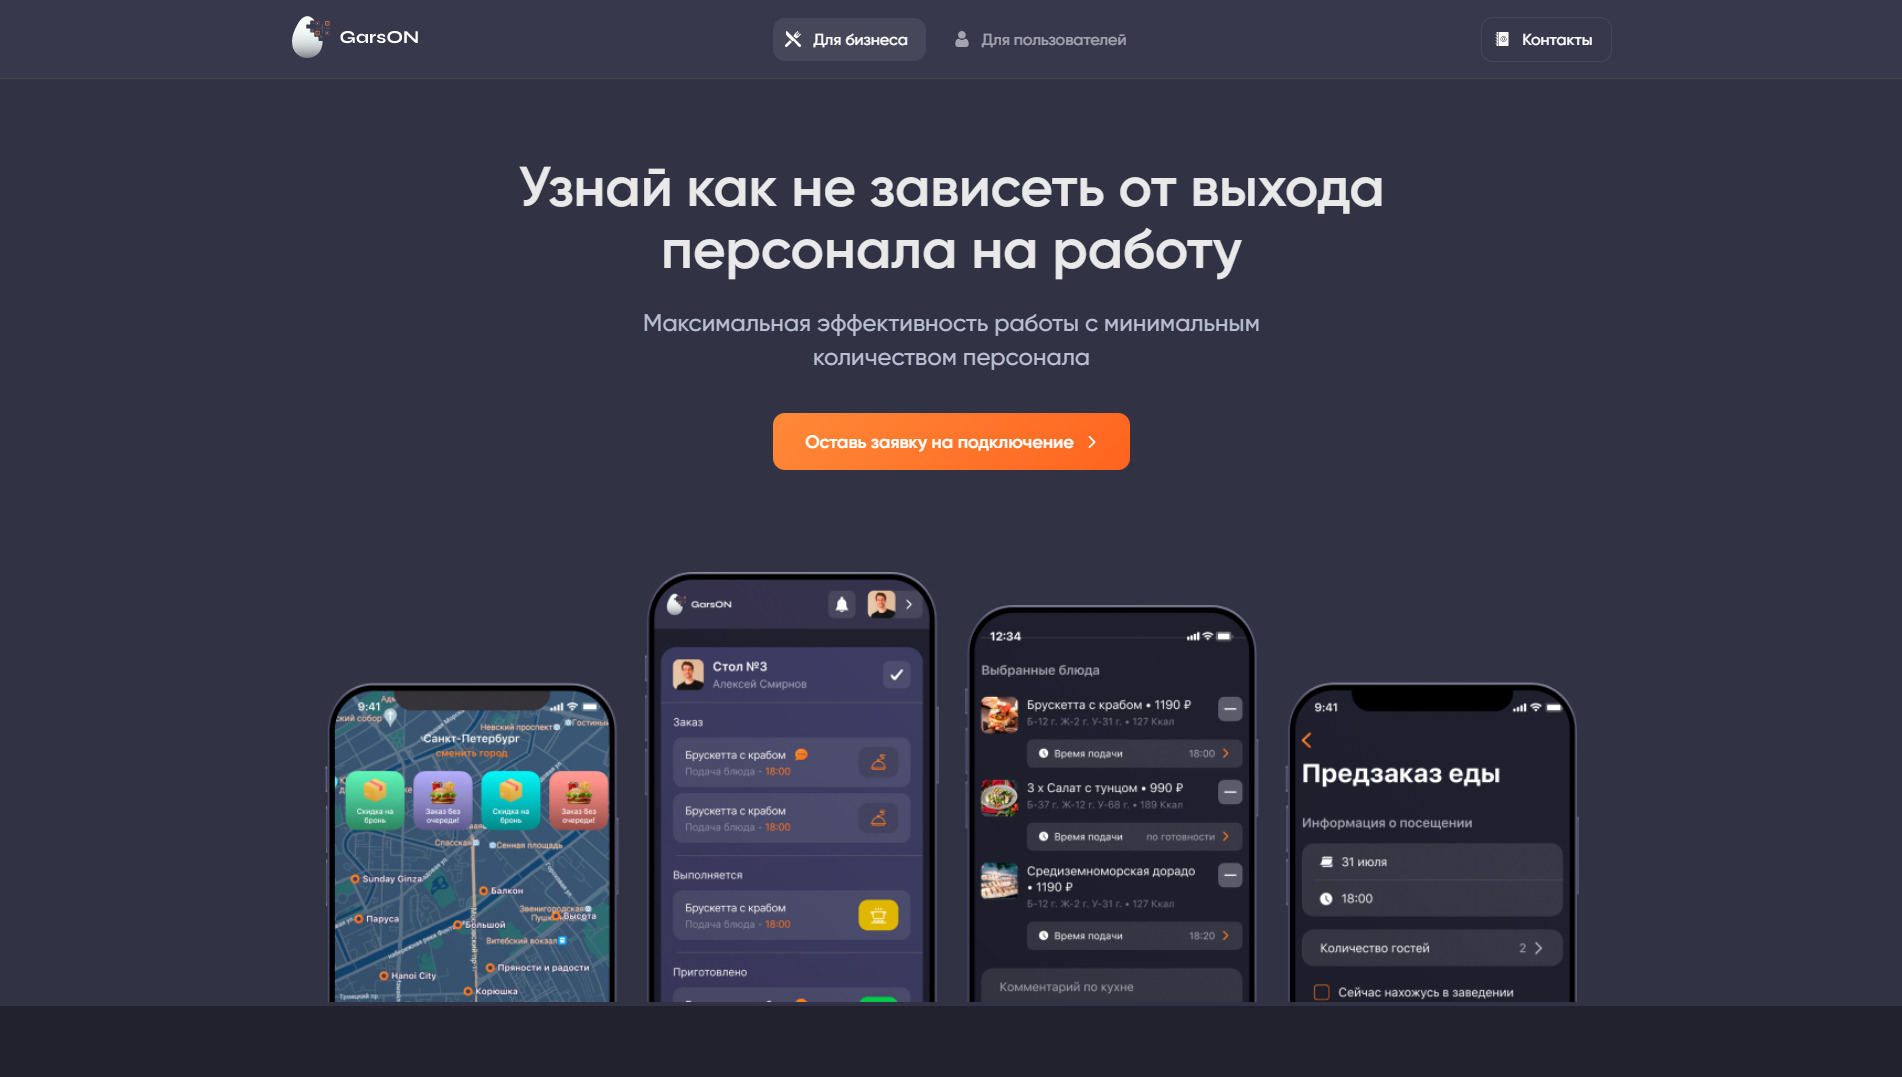 GarsON
Для бизнеса
Для пользователей
Контакты
Узнай как не зависеть от выхода
персонала на работу
Максимальная эффективность работы с минимальным
количеством персонала
Оставь заявку на подключение
9:41
ский собор
Невский проспект
Гостины
Санкт-Петербург
сменить город
Скидка на
бронь
Заказ без
очереди!
Скидка на
бронь
Заказ без
очереди!
Спасская
Сенная площадь
Sunday Ginza
Балкон
Звенигородская
Паруса
Высота
Большой
Витебский вокзал
Hanoi City
Пряности и радости
Корюшка
Троицкий пр.
GarsON
Стол №3
Алексей Смирнов
Заказ
Брускетта с крабом
Подача блюда - 18:00
Брускетта с крабом
Подача блюда - 18:00
Выполняется
Брускетта с крабом
Подача блюда - 18:00
Приготовлено
12:34
Выбранные блюда
Брускетта с крабом • 1190 ₽
Б-12 г. Ж-2 г. У-31 г. • 127 Ккал
Время подачи 18:00
3 x Салат с тунцом • 990 ₽
Б-37 г. Ж-12 г. У-68 г. • 189 Ккал
Время подачи по готовности
Средиземноморская дорадо
• 1190 ₽
Б-12 г. Ж-2 г. У-31 г. • 127 Ккал
Время подачи 18:20
Комментарий по кухне
9:41
Предзаказ еды
Информация о посещении
31 июля
18:00
Количество гостей 2
Сейчас нахожусь в заведении